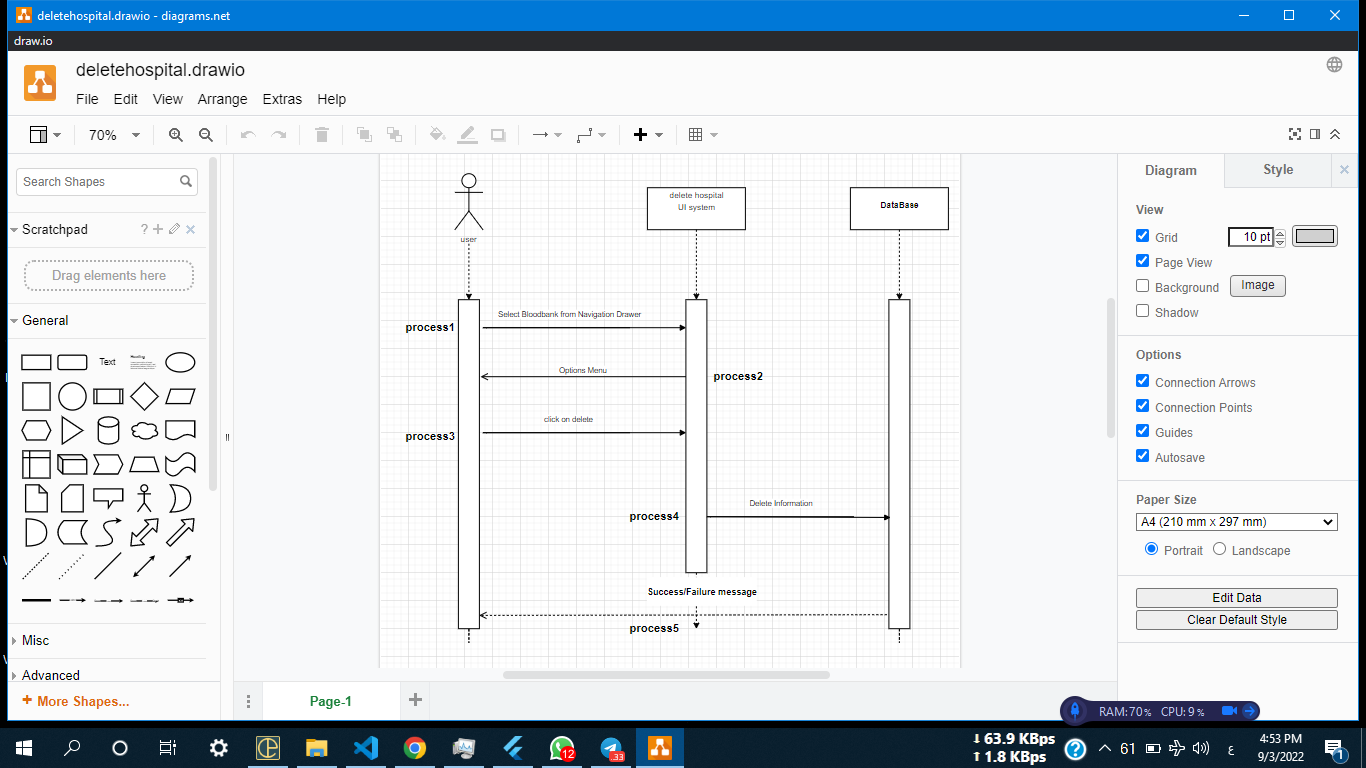 deletehospital.drawio - diagrams.net
draw.io
deletehospital.drawio
File Edit View Arrange Extras Help
70%
Search Shapes
Scratchpad
?
Drag elements here
General
Text
Heading
Misc
Advanced
+ More Shapes...
user
delete hospital
UI system
DataBase
Select Bloodbank from Navigation Drawer
process1
Options Menu
process2
click on delete
process3
Delete Information
process4
Success/Failure message
process5
Page-1
Diagram Style
View
Grid 10 pt
Page View
Background Image
Shadow
Options
Connection Arrows
Connection Points
Guides
Autosave
Paper Size
A4 (210 mm x 297 mm)
Portrait Landscape
Edit Data
Clear Default Style
RAM:70% CPU:9%
12
33
63.9 KBps
1.8 KBps
61
ع
4:53 PM
9/3/2022
1